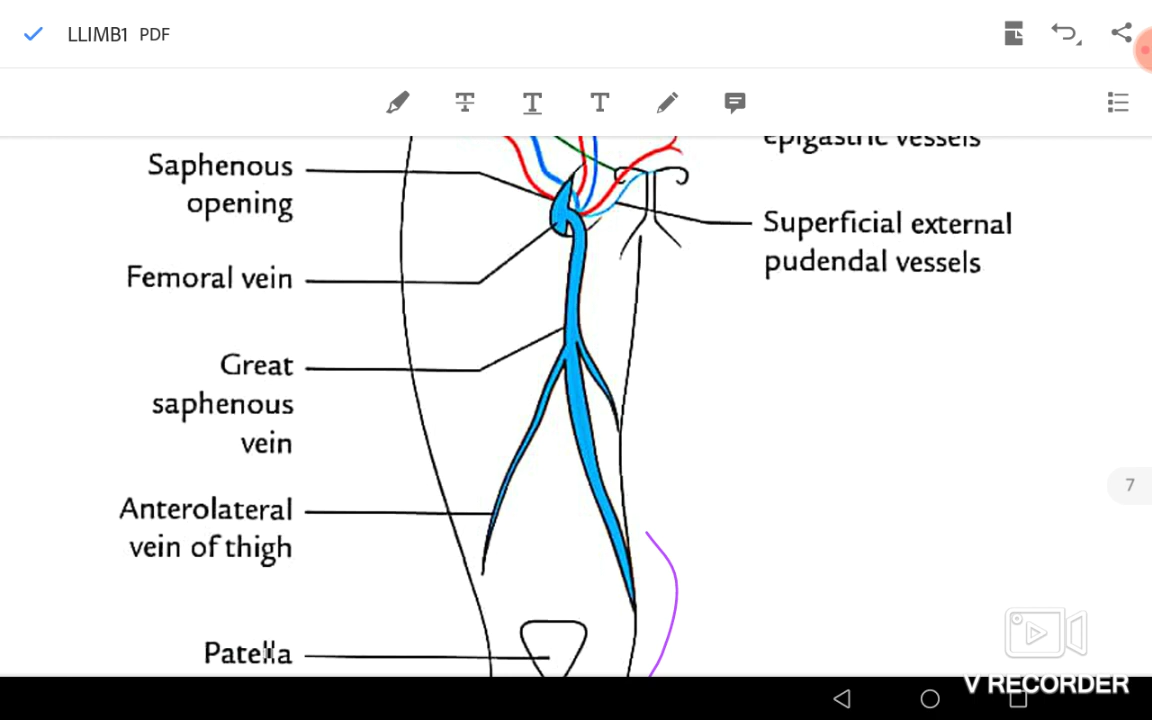 LLIMB1 PDF
epigastric vessels
Saphenous
opening
Superficial external
pudendal vessels
Femoral vein
Great
saphenous
vein
7
Anterolateral
vein of thigh
Patella
V RECORDER